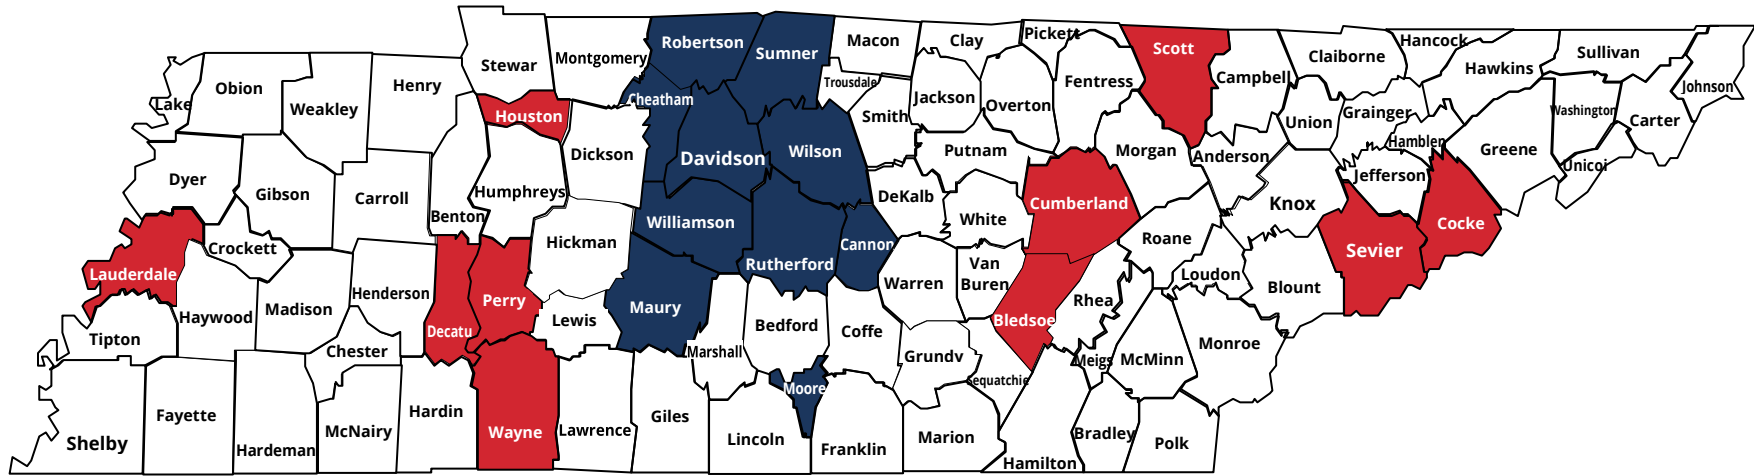 Pickett
Scott
Macon
Clay
Robertson
Hancock
Sumner
Sullivan
Montgomery
Claiborne
Stewar
Hawkins
Henry
Trousdale
Fentress
Campbell
Obion
Johnson
Jackson
Cheatham
Lake
Weakley
Overton
Washington
Houston
Smith
Grainger
Union
Carter
Hamblen
Wilson
Putnam
Morgan
Greene
Dickson
Davidson
Anderson
Unicoi
Dyer
Jefferson
Humphreys
Gibson
DeKalb
Carroll
Cumberland
Knox
Benton
White
Williamson
Cocke
Roane
Hickman
Cannon
Crockett
Sevier
Van
Buren
Rutherford
Lauderdale
Loudon
Warren
Blount
Henderson
Perry
Rhea
Maury
Madison
Haywood
Lewis
Bledsoe
Bedford
Coffe
Decatu
Tipton
Monroe
Chester
Marshall
Grundv
Meigs
McMinn
Sequatchie
Moore
Hardin
Fayette
Giles
Wayne
Lawrence
McNairy
Bradley
Marion
Lincoln
Shelby
Polk
Hardeman
Franklin
Hamilton